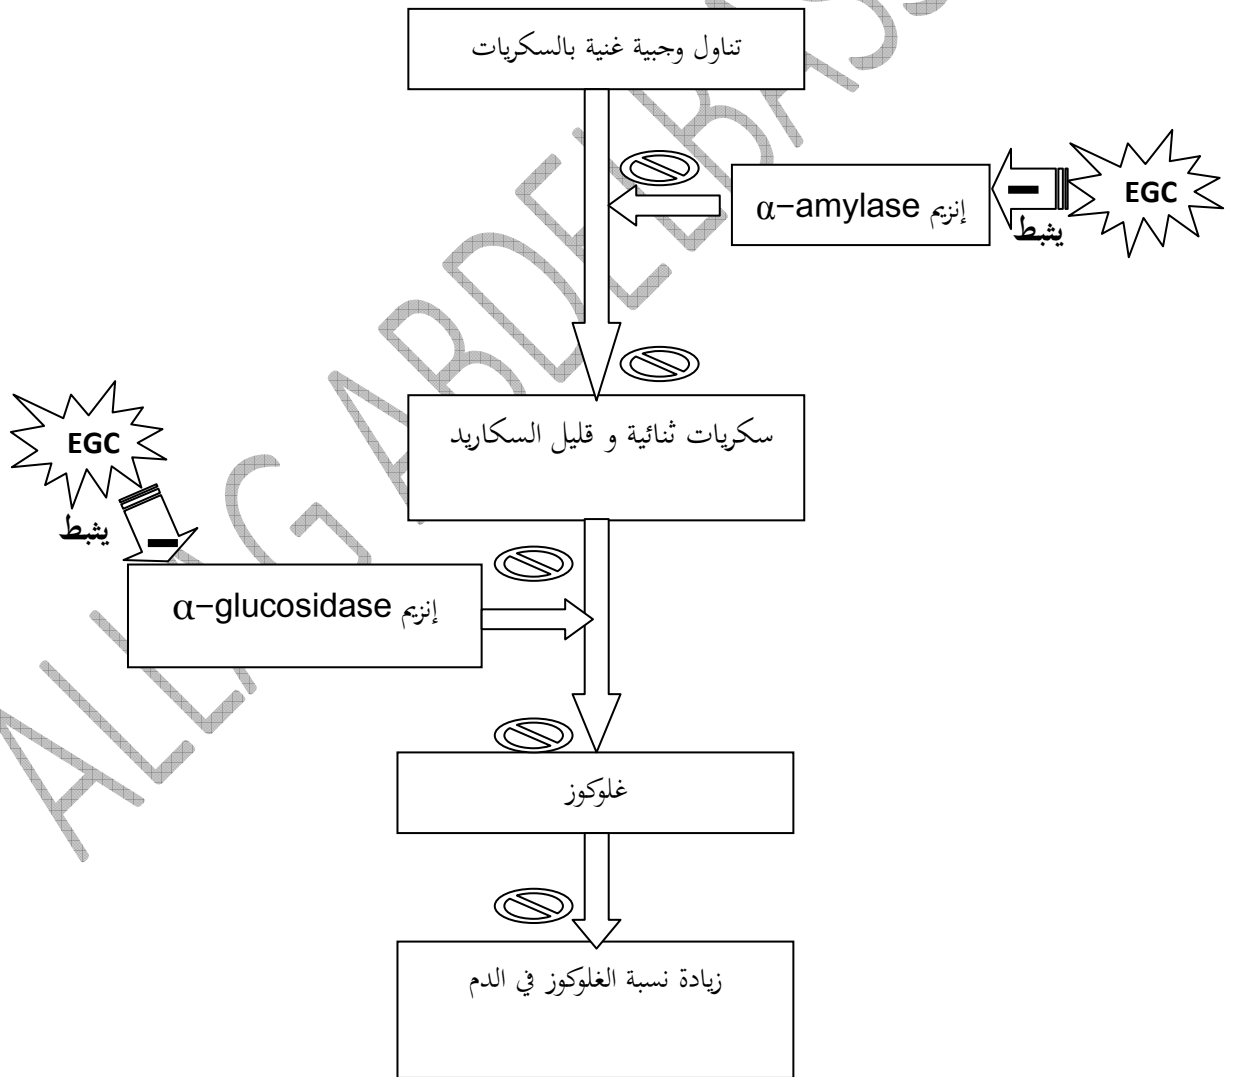 تناول وجبية غنية بالسكريات
إنزيم α-amylase
EGC
يثبط
سكريات ثنائية و قليل السكاريد
EGC
يثبط
إنزيم α-glucosidase
غلوكوز
زيادة نسبة الغلوكوز في الدم